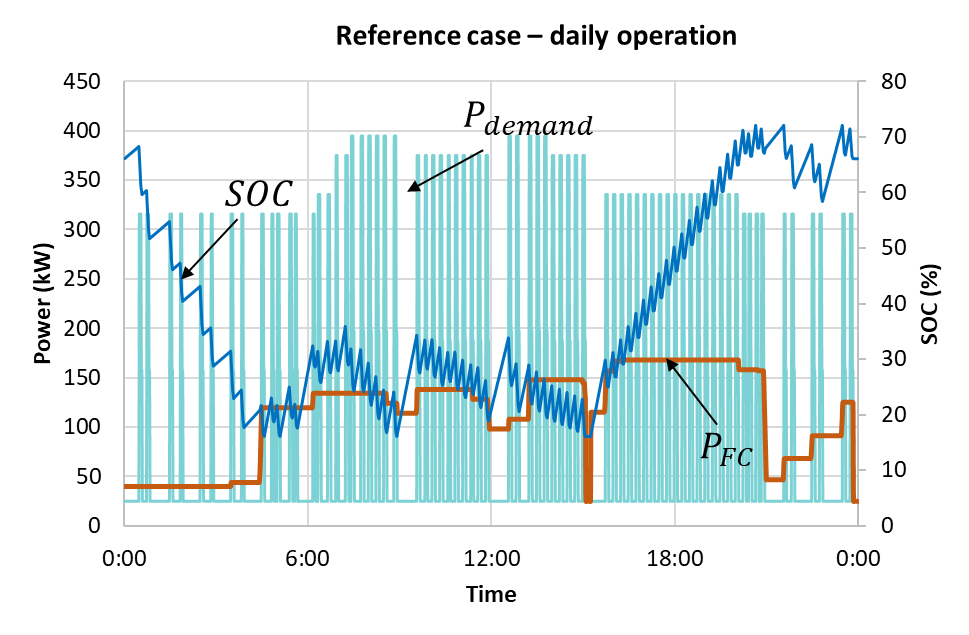 Reference case – daily operation
450
400
350
300
250
200
150
100
50
0
Power (kW)
80
70
60
50
40
30
20
10
0
SOC (%)
P_demand
SOC
P_FC
0:00 6:00 12:00 18:00 0:00
Time